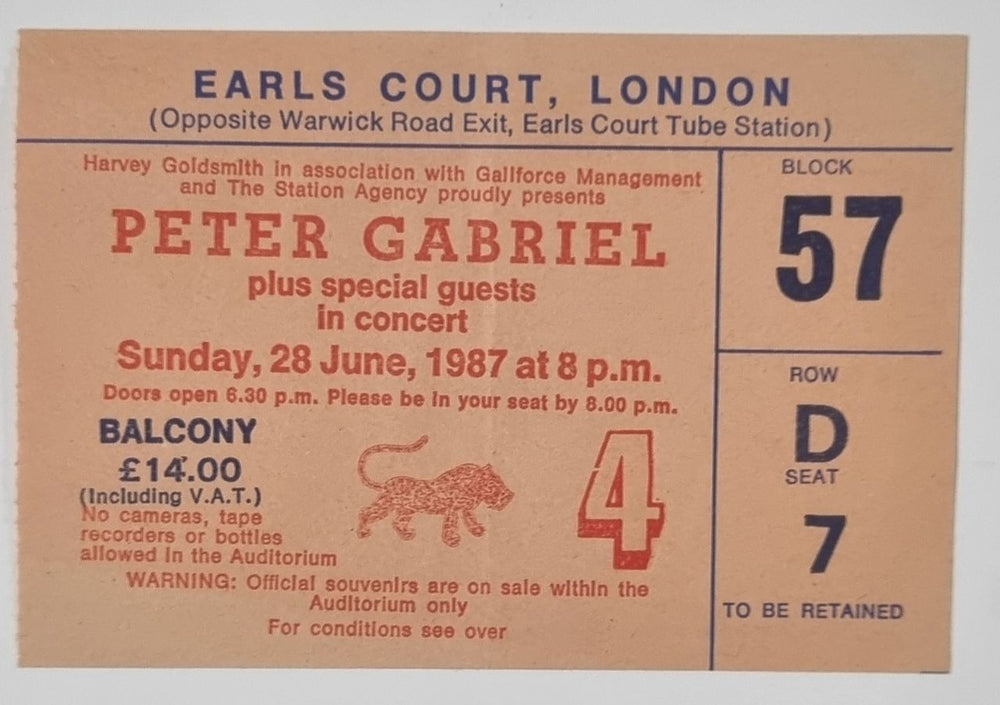 EARLS COURT, LONDON
(Opposite Warwick Road Exit, Earls Court Tube Station)
Harvey Goldsmith in association with Gailforce Management
and The Station Agency proudly presents
PETER GABRIEL
plus special guests
in concert
Sunday, 28 June, 1987 at 8 p.m.
Doors open 6.30 p.m. Please be in your seat by 8.00 p.m.
BALCONY
£14.00
(Including V.A.T.)
No cameras, tape
recorders or bottles
allowed in the Auditorium
4
WARNING: Official souvenirs are on sale within the
Auditorium only
For conditions see over
BLOCK
57
ROW
D
SEAT
7
TO BE RETAINED